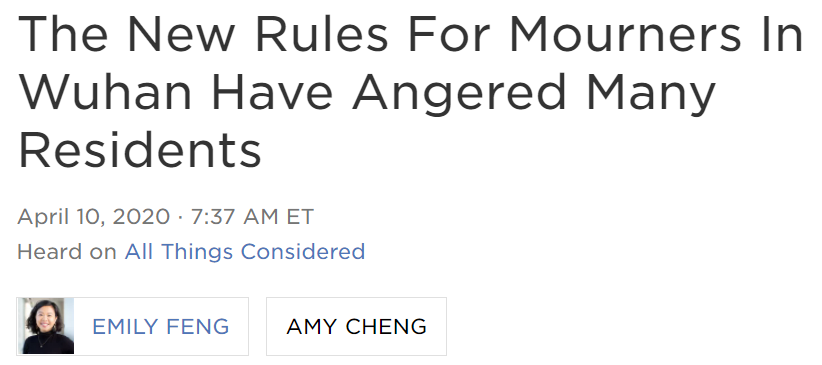 The New Rules For Mourners In
Wuhan Have Angered Many
Residents
April 10, 2020 · 7:37 AM ET
Heard on All Things Considered
EMILY FENG
AMY CHENG